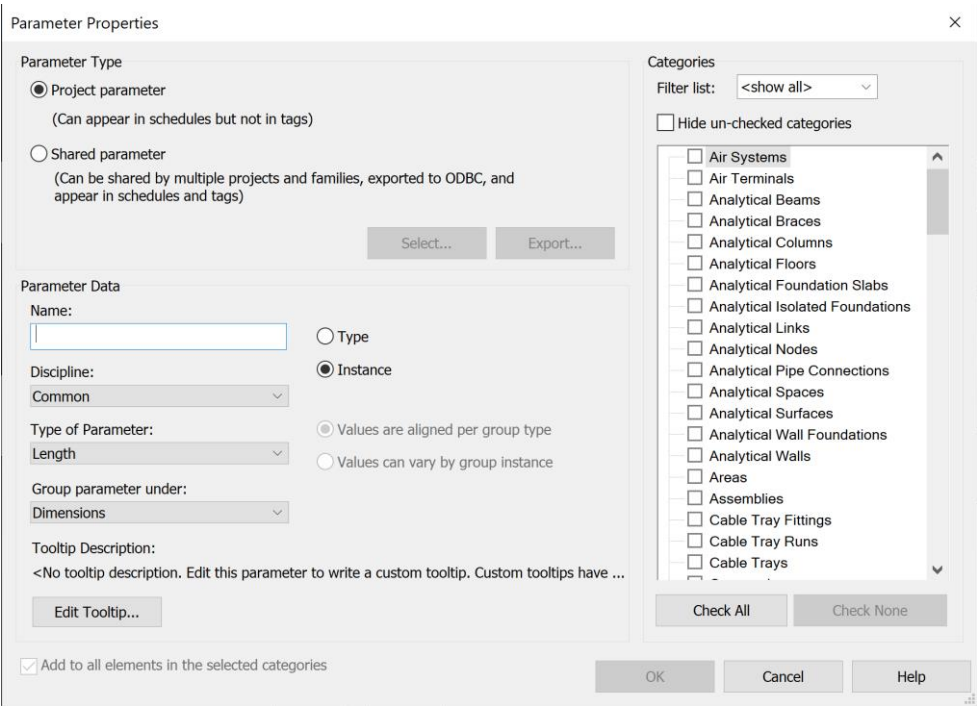 Parameter Properties
Parameter Type
Project parameter
(Can appear in schedules but not in tags)
Shared parameter
(Can be shared by multiple projects and families, exported to ODBC, and
appear in schedules and tags)
Select...
Export...
Parameter Data
Name:
Type
Instance
Discipline:
Common
Type of Parameter:
Length
Values are aligned per group type
Values can vary by group instance
Group parameter under:
Dimensions
Tooltip Description:
<No tooltip description. Edit this parameter to write a custom tooltip. Custom tooltips have ...
Edit Tooltip...
Add to all elements in the selected categories
Categories
Filter list:
<show all>
Hide un-checked categories
Air Systems
Air Terminals
Analytical Beams
Analytical Braces
Analytical Columns
Analytical Floors
Analytical Foundation Slabs
Analytical Isolated Foundations
Analytical Links
Analytical Nodes
Analytical Pipe Connections
Analytical Spaces
Analytical Surfaces
Analytical Wall Foundations
Analytical Walls
Areas
Assemblies
Cable Tray Fittings
Cable Tray Runs
Cable Trays
Check All
Check None
OK
Cancel
Help